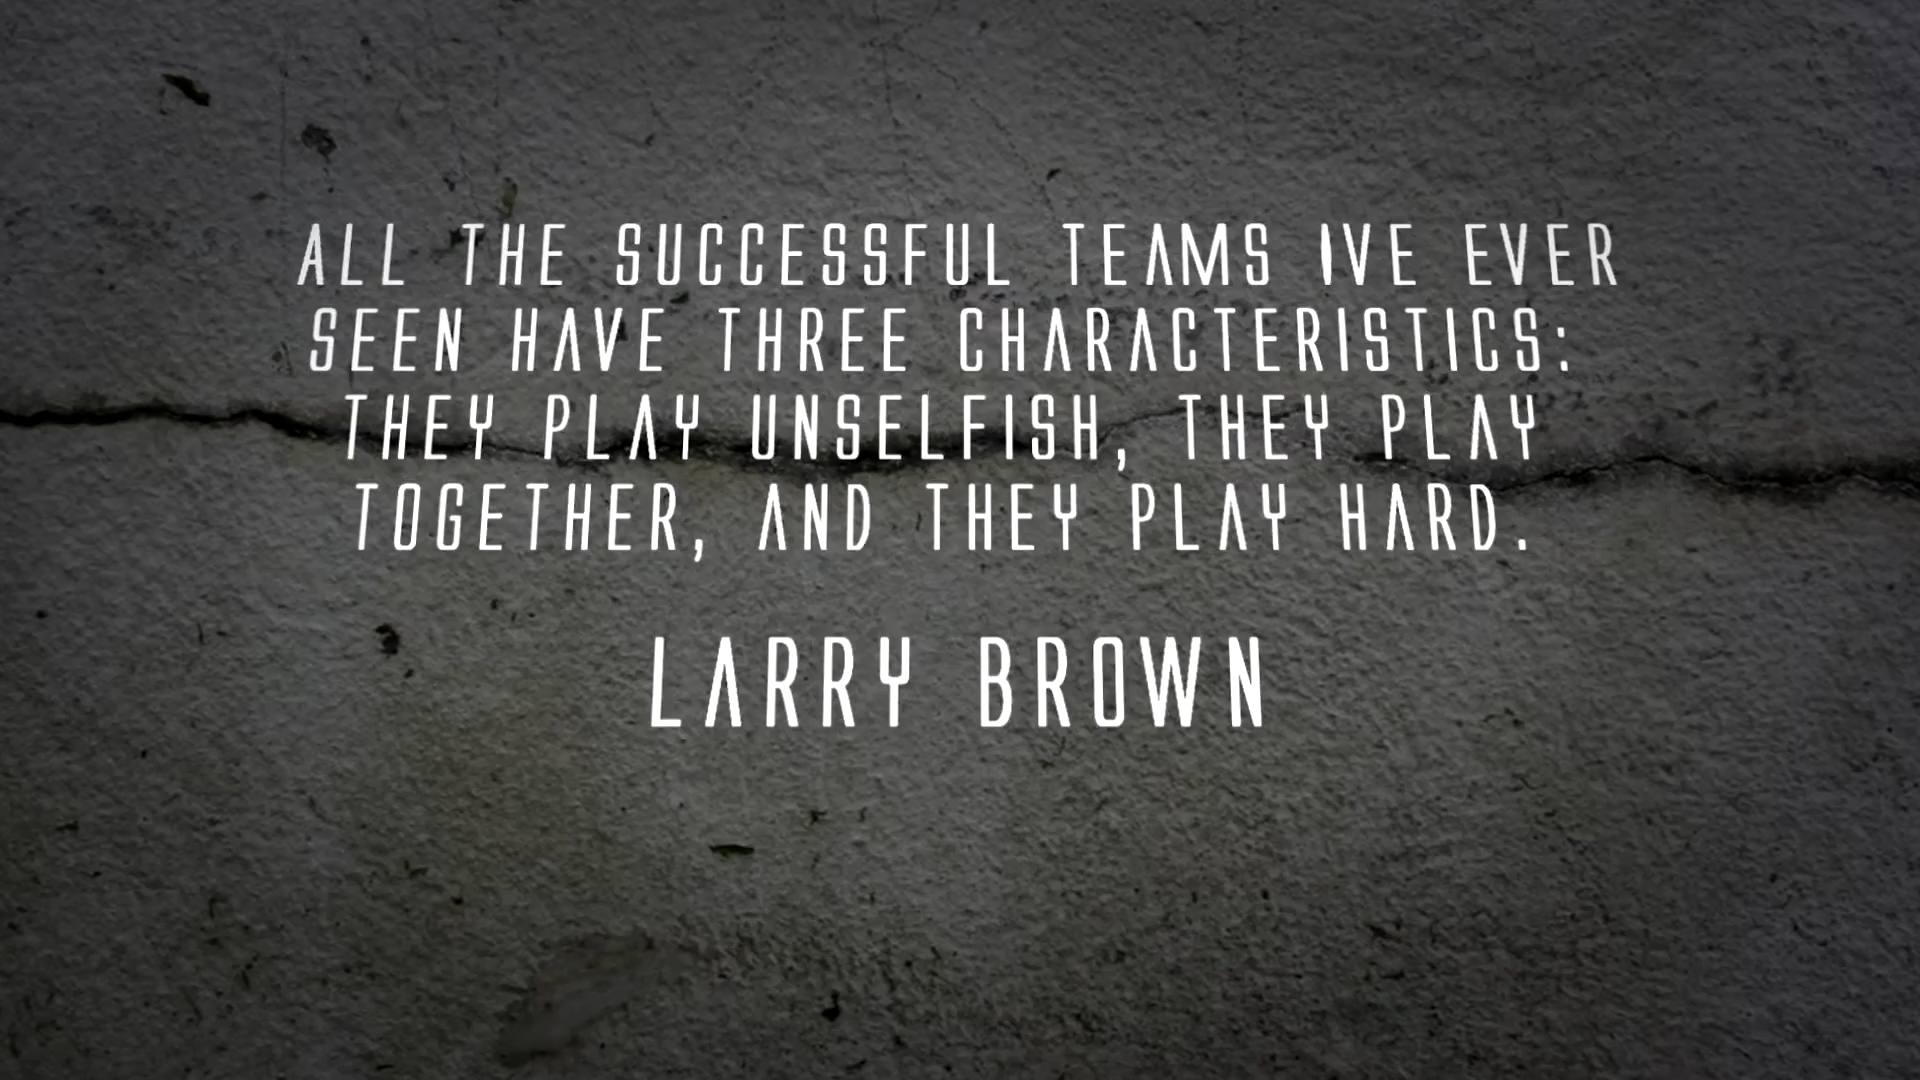 ALL THE SUCCESSFUL TEAMS IVE EVER
SEEN HAVE THREE CHARACTERISTICS:
THEY PLAY UNSELFISH, THEY PLAY
TOGETHER, AND THEY PLAY HARD.
LARRY BROWN